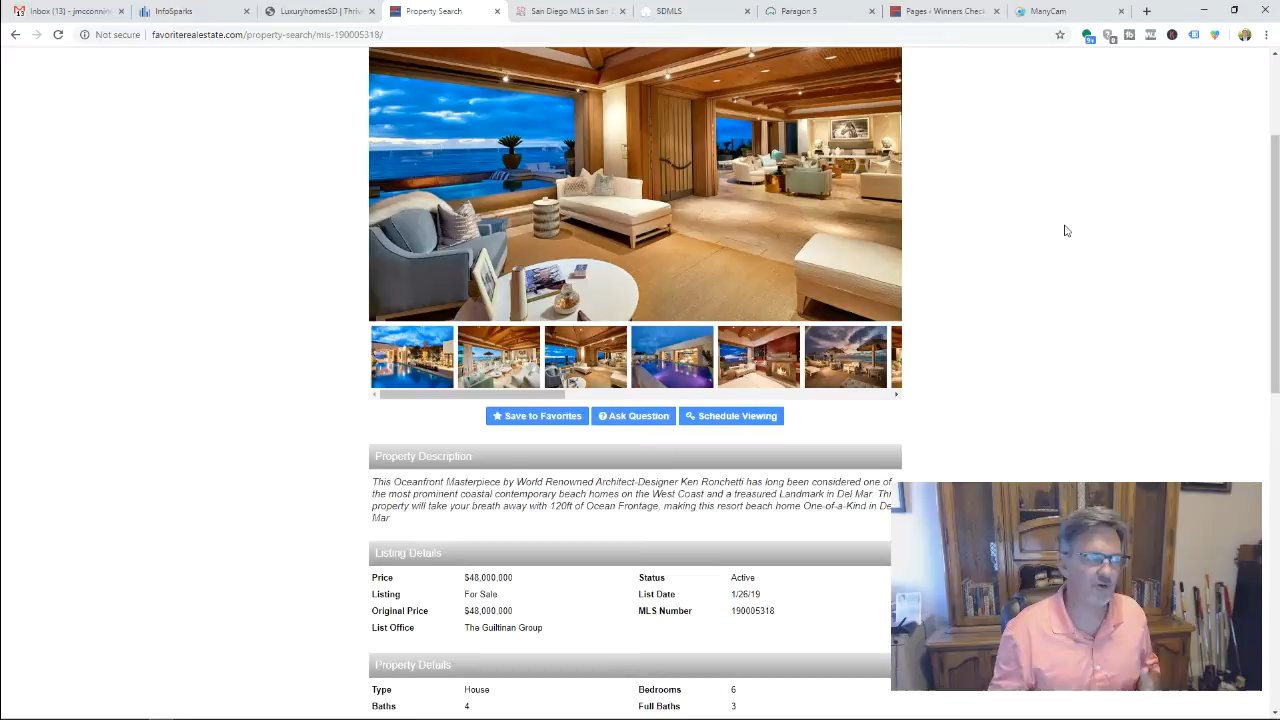 Inbox (18) - jmcconnin
InfoSparks
LuxuryhomesSD | Thriv
Property Search
San Diego MLS in San D
SDMLS
Paragon 5
Pages - Winners Check
ManyCam
Not secure | favoriterealestate.com/property-search/mis-190005318/
Save to Favorites
Ask Question
Schedule Viewing
Property Description
This Oceanfront Masterpiece by World Renowned Architect-Designer Ken Ronchetti has long been considered one of
the most prominent coastal contemporary beach homes on the West Coast and a treasured Landmark in Del Mar. Thi
property will take your breath away with 120ft of Ocean Frontage, making this resort beach home One-of-a-Kind in De
Mar.
Listing Details
Price $48,000,000 Status Active
Listing For Sale List Date 1/26/19
Original Price $48,000,000 MLS Number 190005318
List Office The Guiltinan Group
Property Details
Type House Bedrooms 6
Baths 4 Full Baths 3